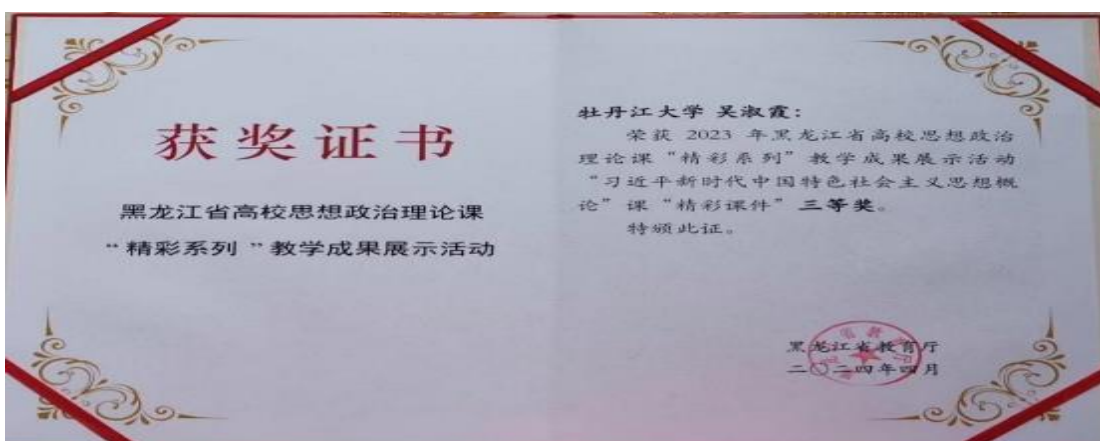 获奖证书
黑龙江省高校思想政治理论课
“精彩系列”教学成果展示活动
牡丹江大学 吴淑霞:
荣获 2023 年黑龙江省高校思想政治
理论课“精彩系列”教学成果展示活动
“习近平新时代中国特色社会主义思想概
论”课“精彩课件”三等奖。
特颁此证。
黑龙江省教育厅
二〇二四年四月